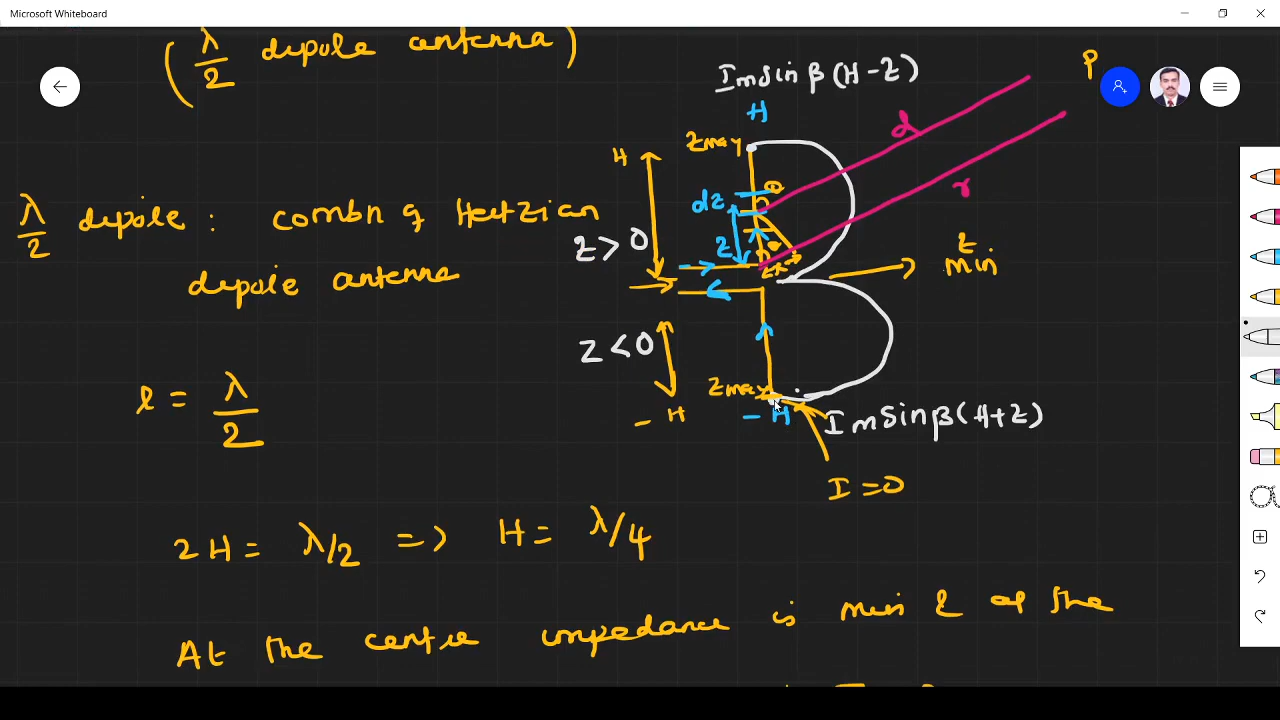 Microsoft Whiteboard
(λ/2 dipole antenna)
P
Im Sin β (H-Z)
H
Zmax
H
d
θ
dz
r
λ/2 dipole : combn of Hertzian
dipole antenna
Z > 0
Z
θ
Z min
Z < 0
Zmax
- H
- H
Im Sin β (H+Z)
l = λ/2
I = 0
2H = λ/2 => H = λ/4
At the centre impedance is min & at the